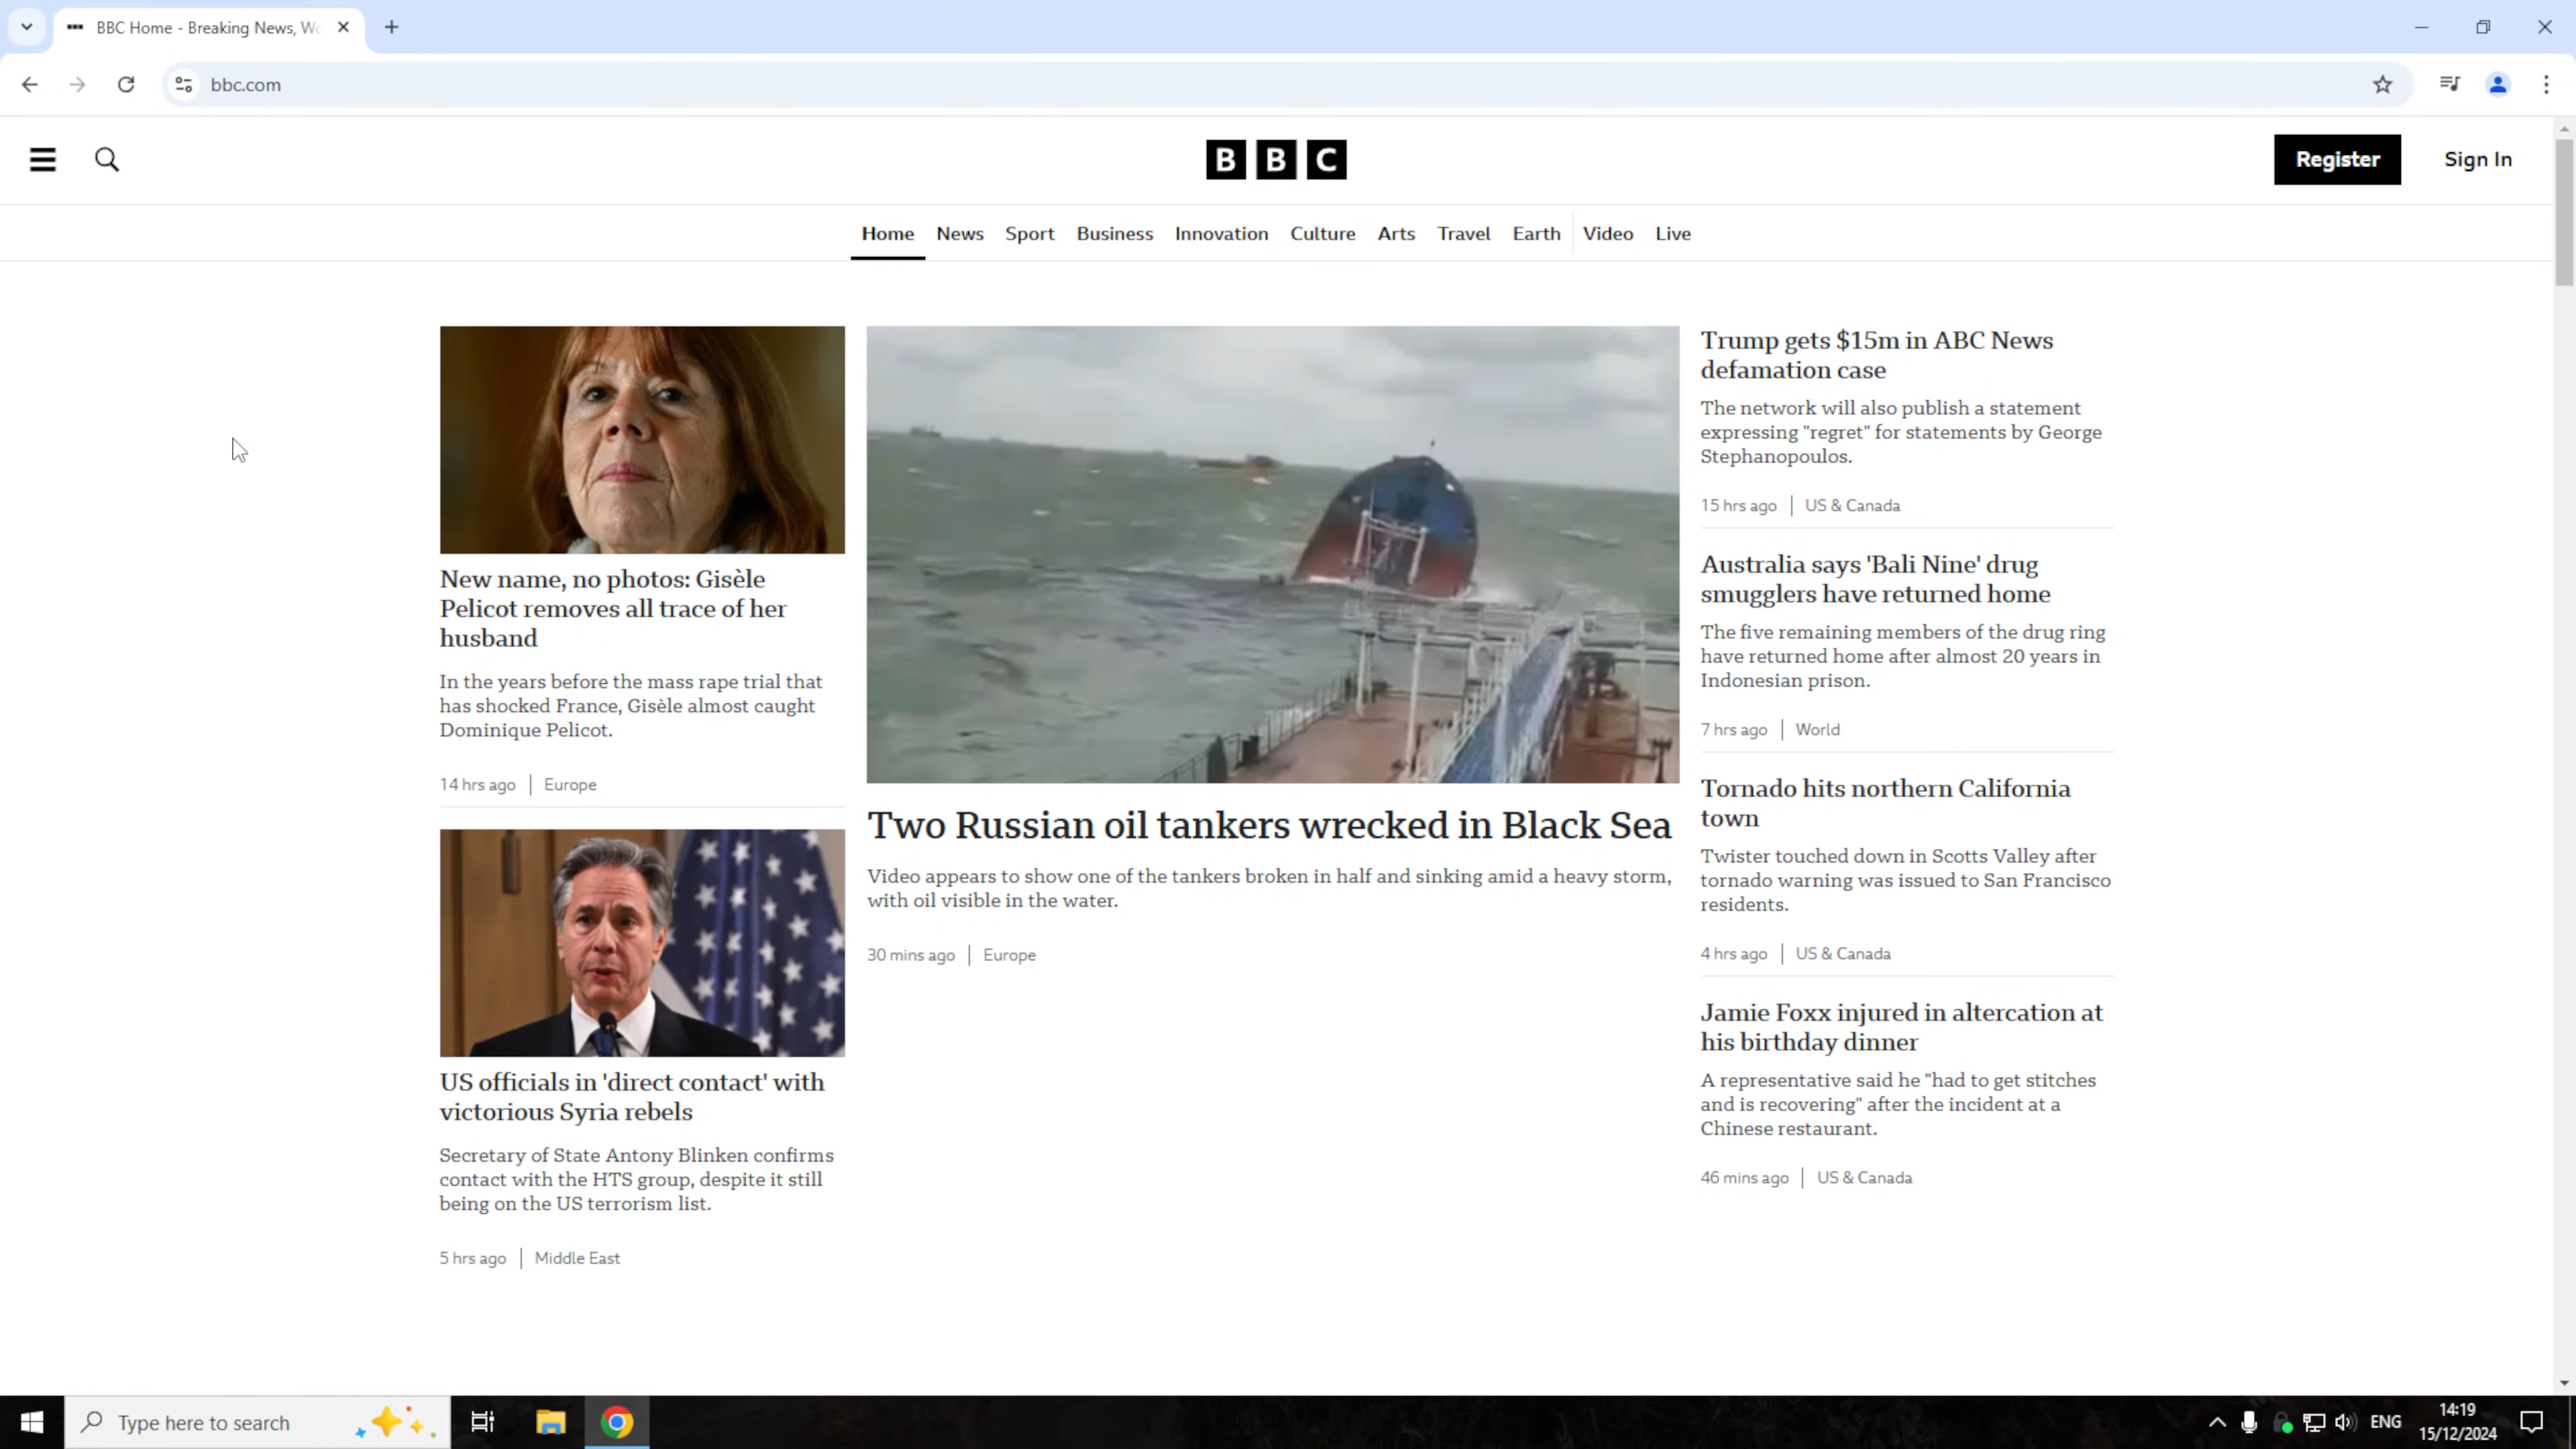 BBC Home - Breaking News, Wo
bbc.com
BBC
Register
Sign In
Home News Sport Business Innovation Culture Arts Travel Earth Video Live
New name, no photos: Gisèle
Pelicot removes all trace of her
husband
In the years before the mass rape trial that
has shocked France, Gisèle almost caught
Dominique Pelicot.
14 hrs ago | Europe
US officials in 'direct contact' with
victorious Syria rebels
Secretary of State Antony Blinken confirms
contact with the HTS group, despite it still
being on the US terrorism list.
5 hrs ago | Middle East
Two Russian oil tankers wrecked in Black Sea
Video appears to show one of the tankers broken in half and sinking amid a heavy storm,
with oil visible in the water.
30 mins ago | Europe
Trump gets $15m in ABC News
defamation case
The network will also publish a statement
expressing "regret" for statements by George
Stephanopoulos.
15 hrs ago | US & Canada
Australia says 'Bali Nine' drug
smugglers have returned home
The five remaining members of the drug ring
have returned home after almost 20 years in
Indonesian prison.
7 hrs ago | World
Tornado hits northern California
town
Twister touched down in Scotts Valley after
tornado warning was issued to San Francisco
residents.
4 hrs ago | US & Canada
Jamie Foxx injured in altercation at
his birthday dinner
A representative said he "had to get stitches
and is recovering" after the incident at a
Chinese restaurant.
46 mins ago | US & Canada
Type here to search
ENG
14:19
15/12/2024